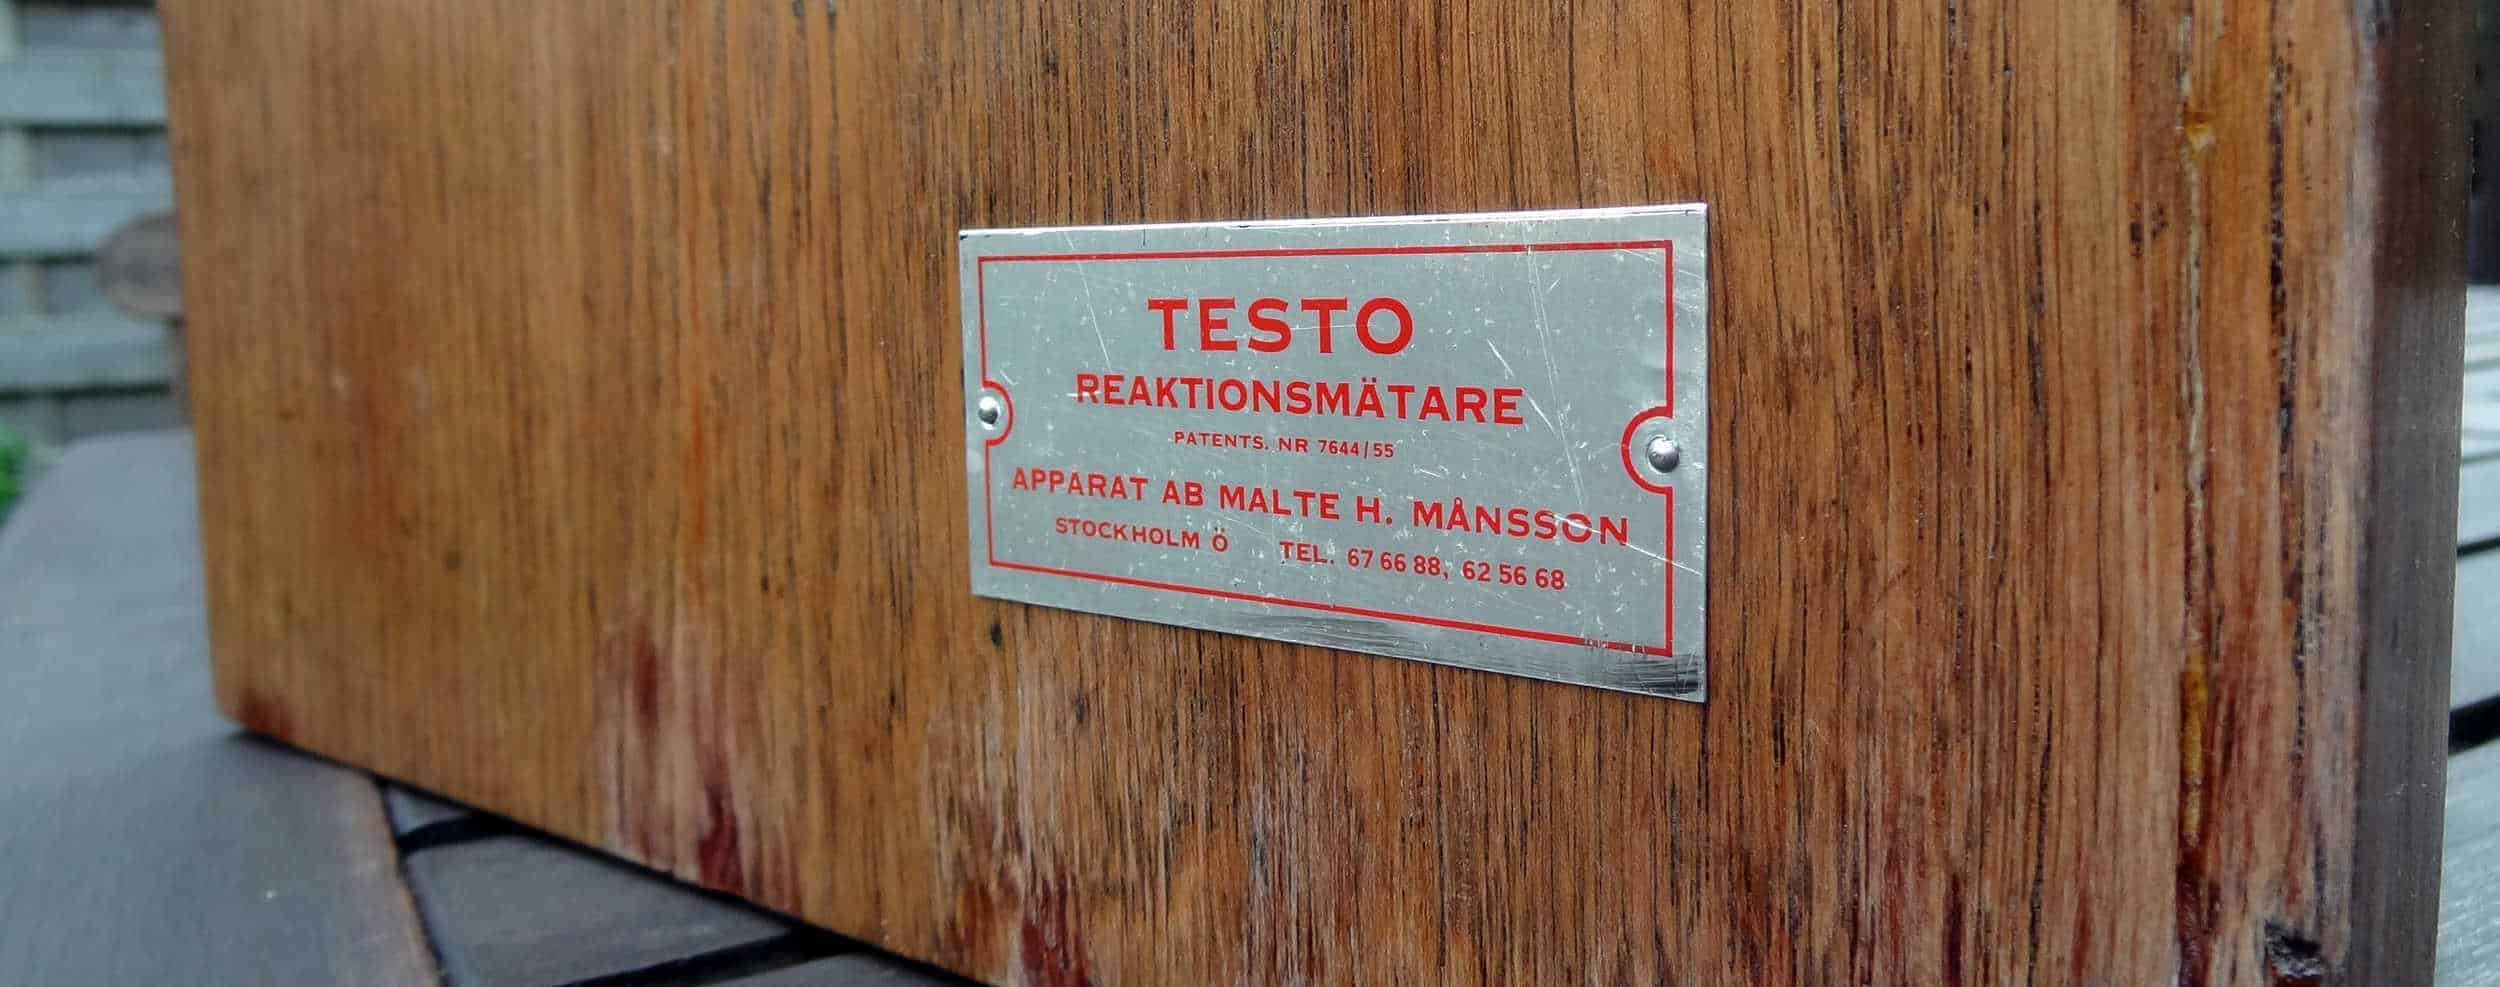 TESTO
REAKTIONSMÄTARE
PATENTS. NR 7644/55
APPARAT AB MALTE H. MÅNSSON
STOCKHOLM Ö TEL. 67 66 88, 62 56 68